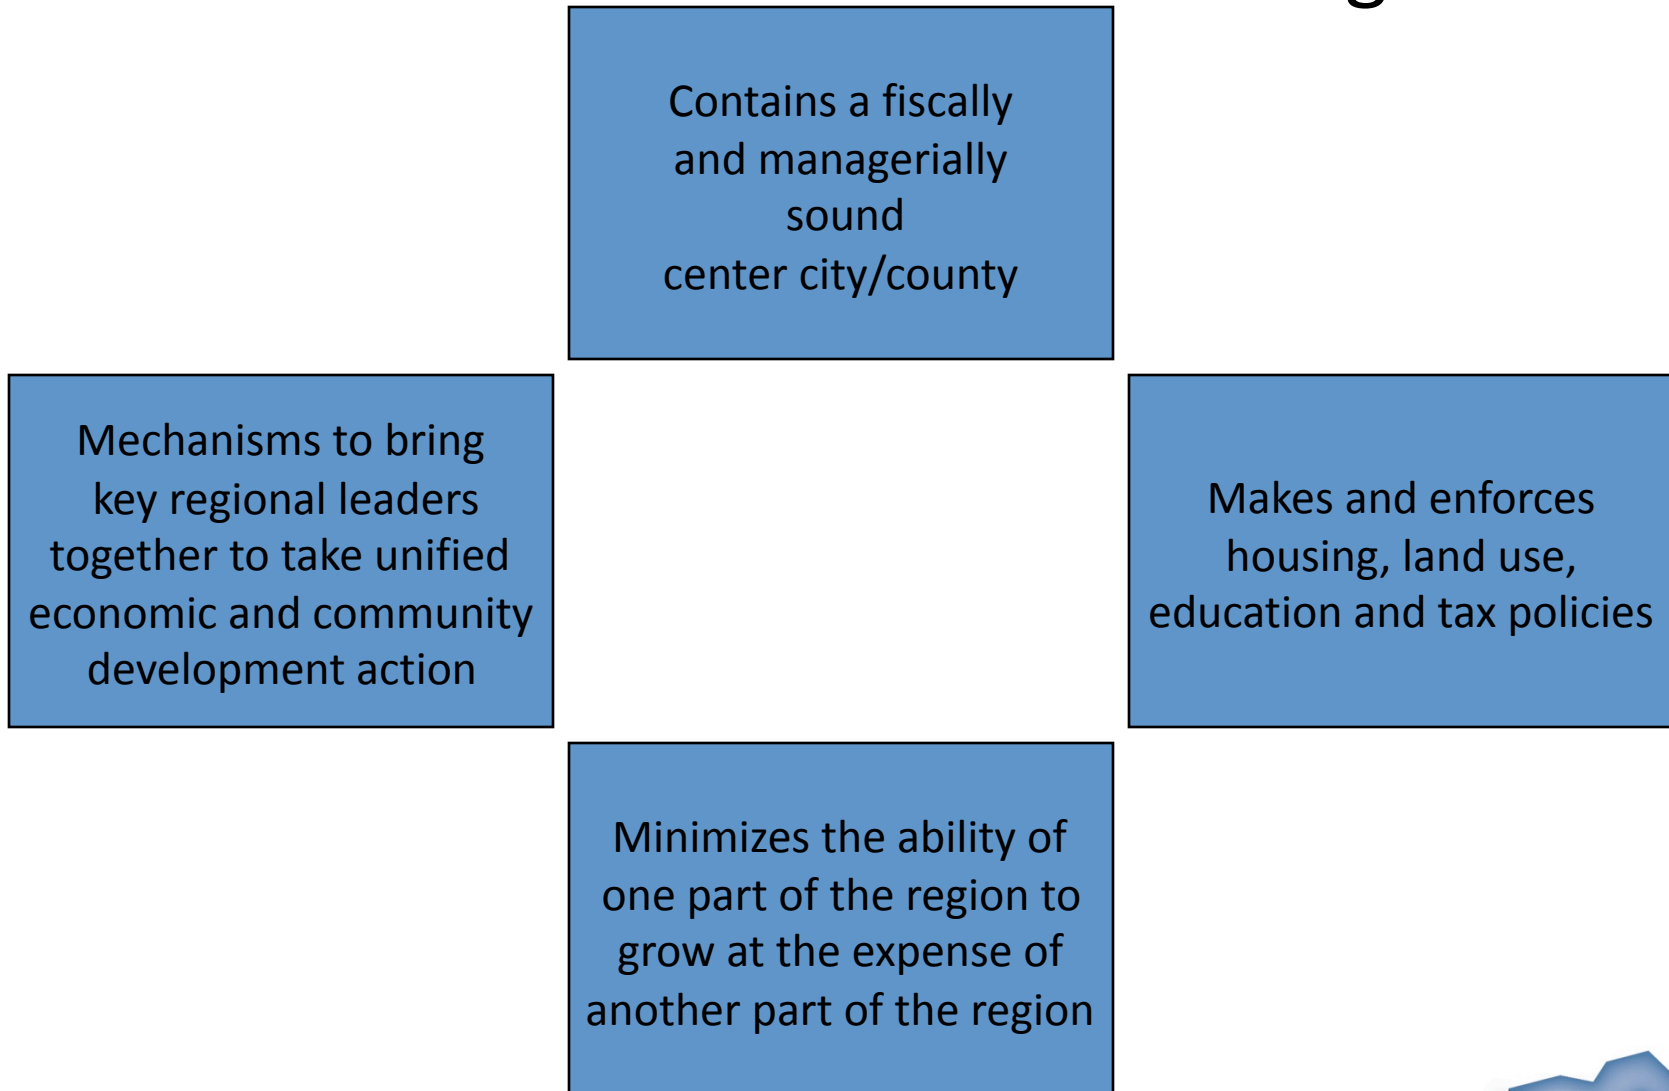 Contains a fiscally
and managerially
sound
center city/county
Mechanisms to bring
key regional leaders
together to take unified
economic and community
development action
Makes and enforces
housing, land use,
education and tax policies
Minimizes the ability of
one part of the region to
grow at the expense of
another part of the region